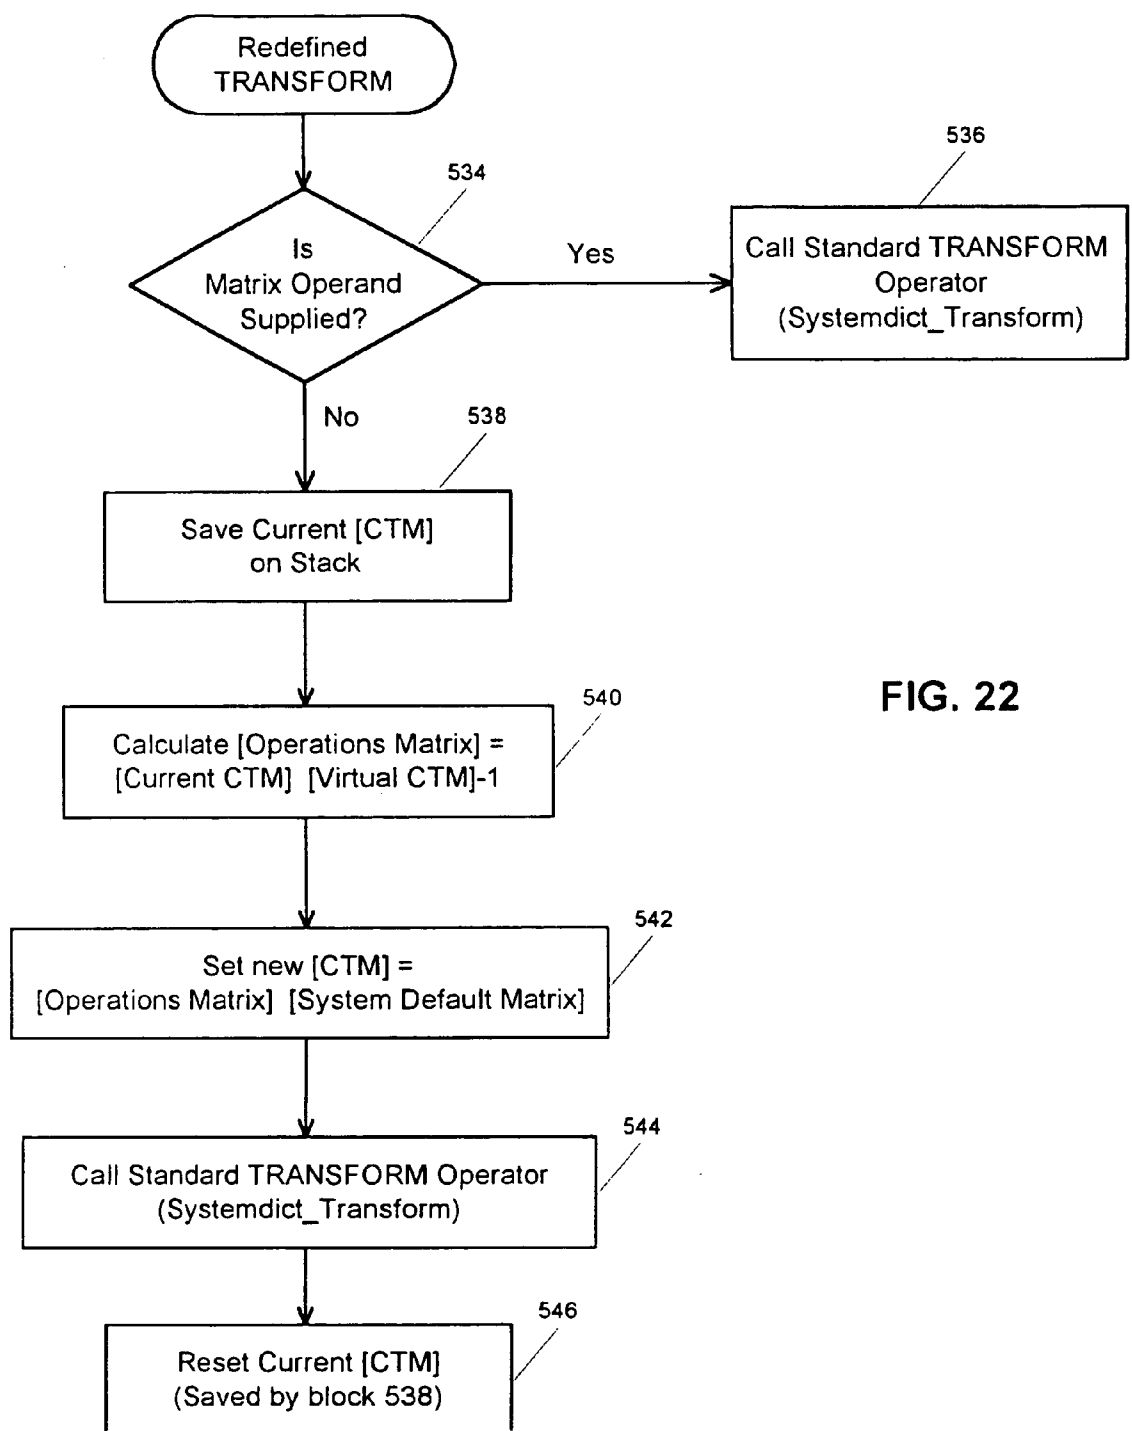 Redefined
TRANSFORM
534
Is
Matrix Operand
Supplied?
Yes
536
Call Standard TRANSFORM
Operator
(Systemdict_Transform)
No
538
Save Current [CTM]
on Stack
540
Calculate [Operations Matrix] =
[Current CTM] [Virtual CTM]-1
FIG. 22
542
Set new [CTM] =
[Operations Matrix] [System Default Matrix]
544
Call Standard TRANSFORM Operator
(Systemdict_Transform)
546
Reset Current [CTM]
(Saved by block 538)